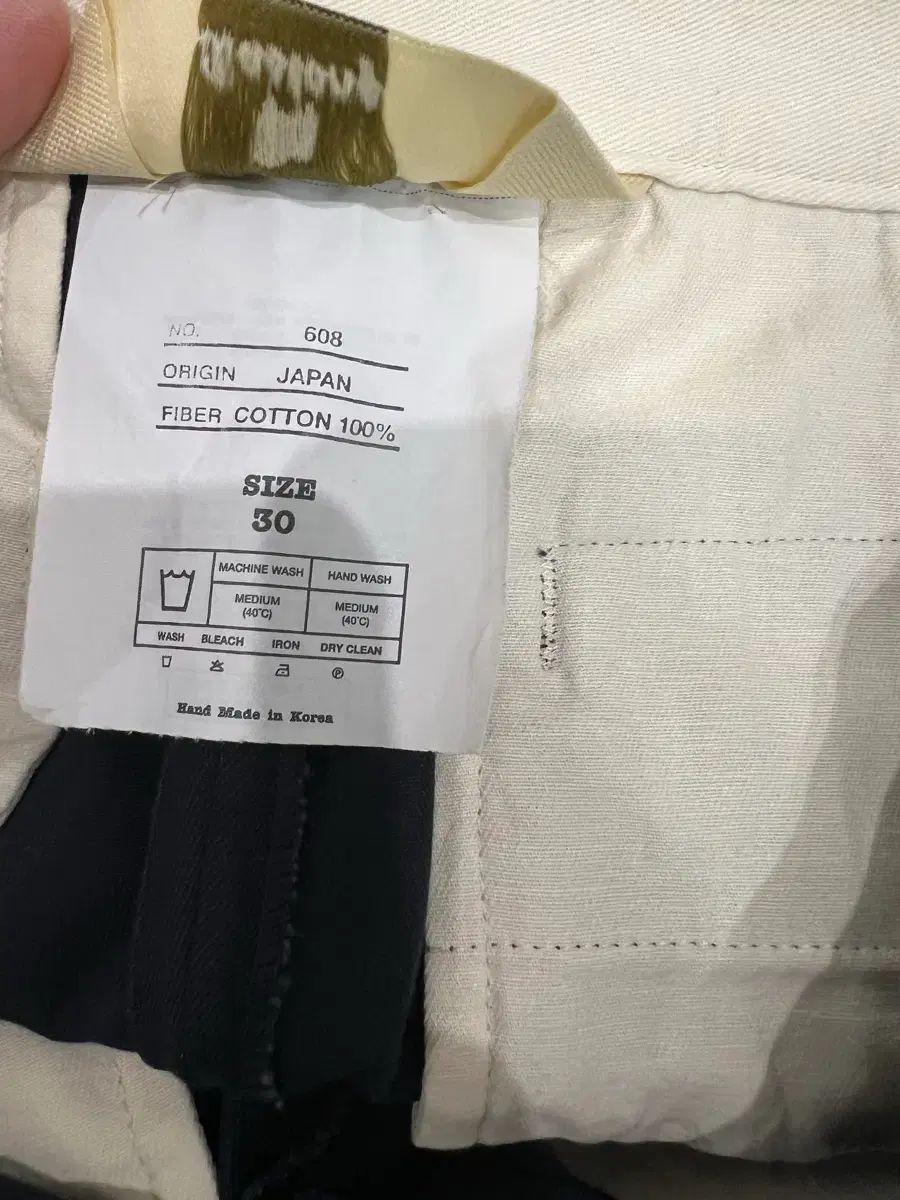 NO. 608
ORIGIN JAPAN
FIBER COTTON 100%
SIZE
30
MACHINE WASH HAND WASH
MEDIUM (40°C) MEDIUM (40°C)
WASH BLEACH IRON DRY CLEAN
P
Hand Made in Korea